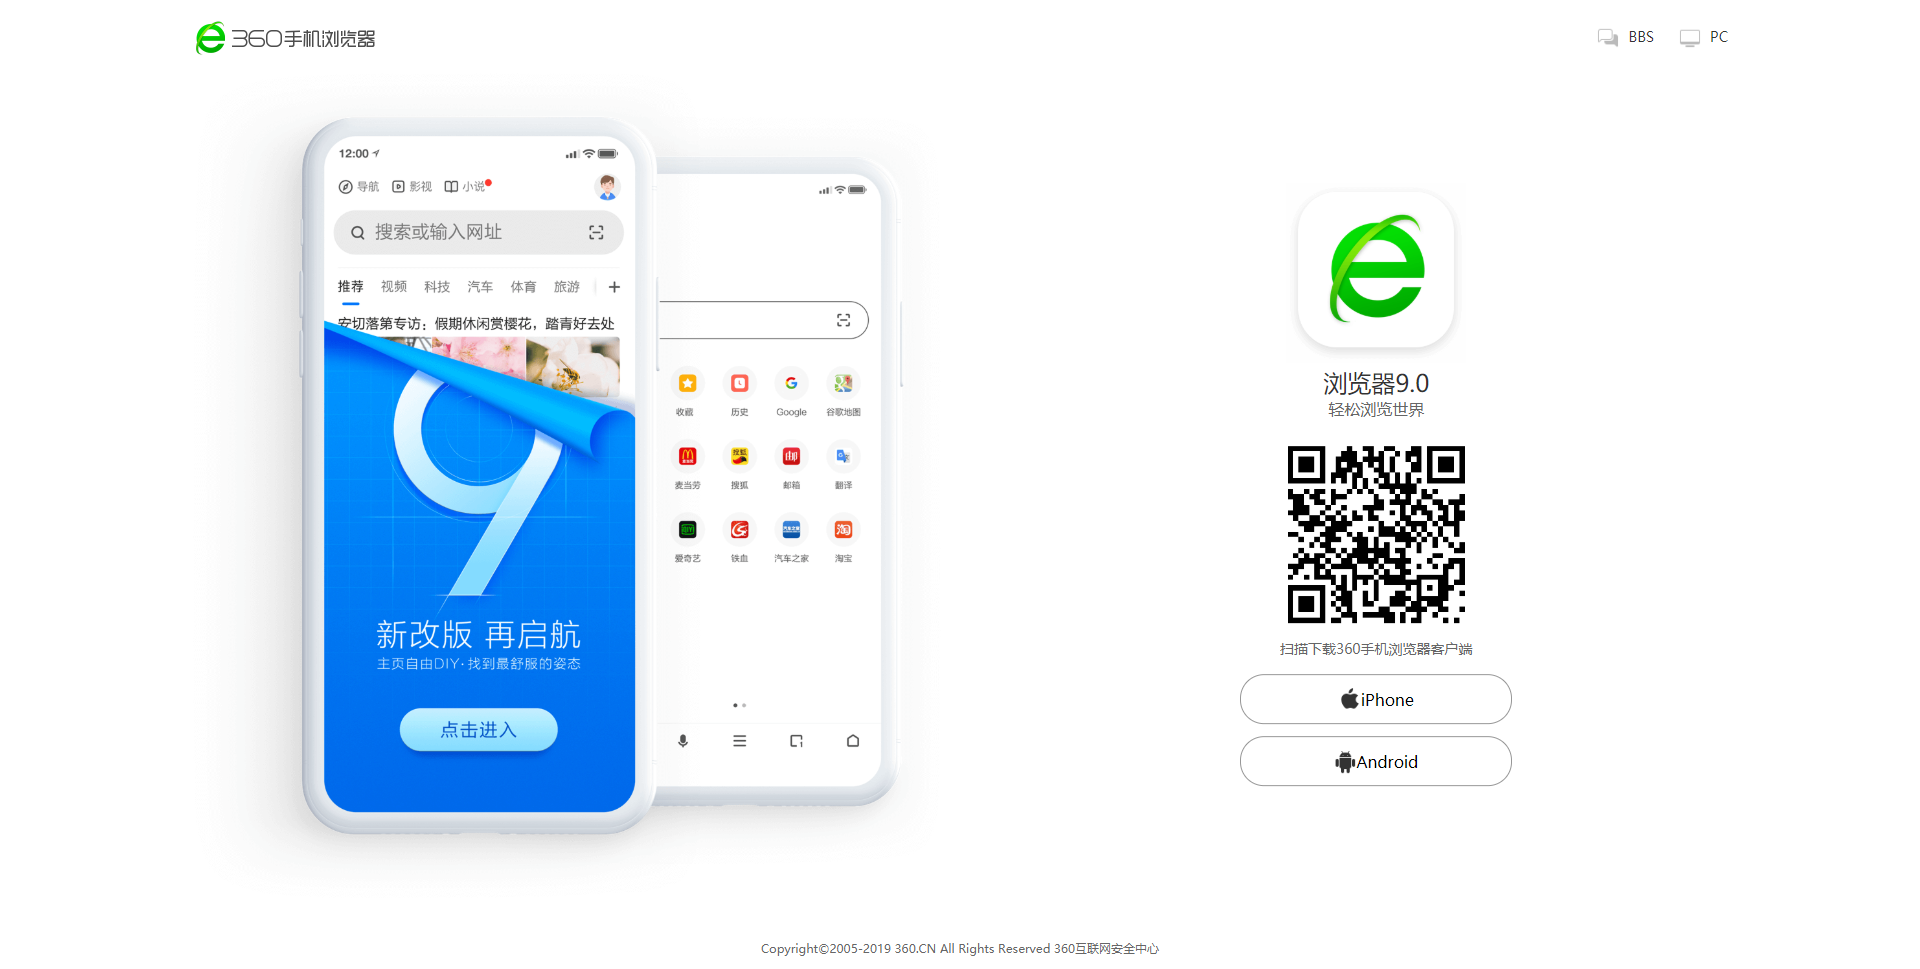 360手机浏览器
BBS
PC
12:00
导航 影视 小说
搜索或输入网址
推荐 视频 科技 汽车 体育 旅游
安切落第专访：假期休闲赏樱花，踏青好去处
9
新改版 再启航
主页自由DIY·找到最舒服的姿态
点击进入
收藏 历史 Google 谷歌地图
麦当劳 搜狐 邮箱 翻译
爱奇艺 铁血 汽车之家 淘宝
浏览器9.0
轻松浏览世界
扫描下载360手机浏览器客户端
iPhone
Android
Copyright©2005-2019 360.CN All Rights Reserved 360互联网安全中心